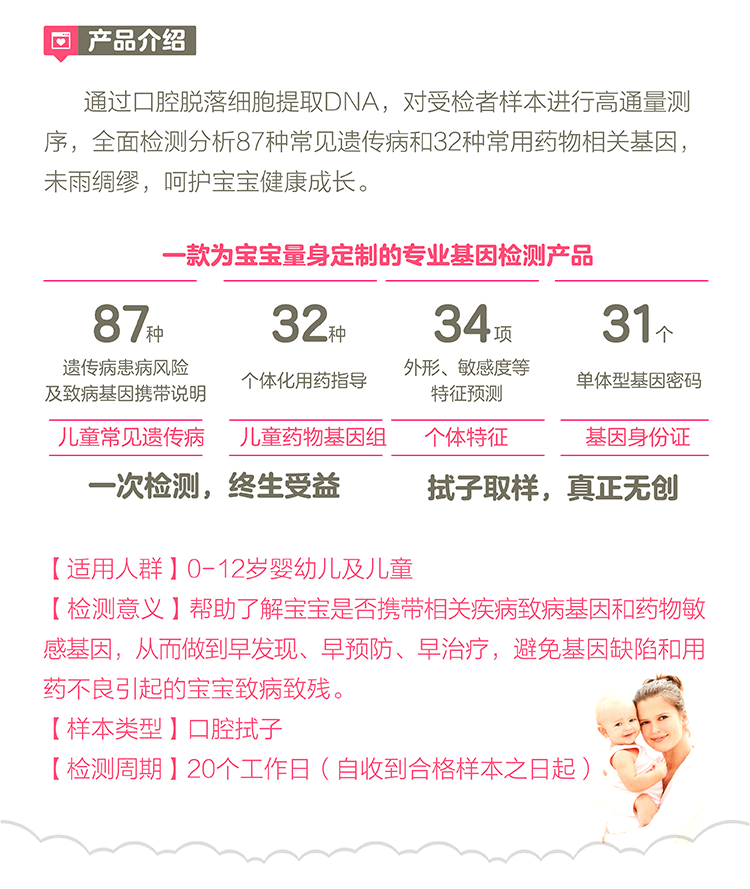 产品介绍
通过口腔脱落细胞提取DNA，对受检者样本进行高通量测
序，全面检测分析87种常见遗传病和32种常用药物相关基因，
未雨绸缪，呵护宝宝健康成长。
一款为宝宝量身定制的专业基因检测产品
87种 32种 34项 31个
遗传病患病风险
及致病基因携带说明
个体化用药指导
外形、敏感度等
特征预测
单体型基因密码
儿童常见遗传病 儿童药物基因组 个体特征 基因身份证
一次检测，终生受益 拭子取样，真正无创
【适用人群】0-12岁婴幼儿及儿童
【检测意义】帮助了解宝宝是否携带相关疾病致病基因和药物敏
感基因，从而做到早发现、早预防、早治疗，避免基因缺陷和用
药不良引起的宝宝致病致残。
【样本类型】口腔拭子
【检测周期】20个工作日（自收到合格样本之日起）